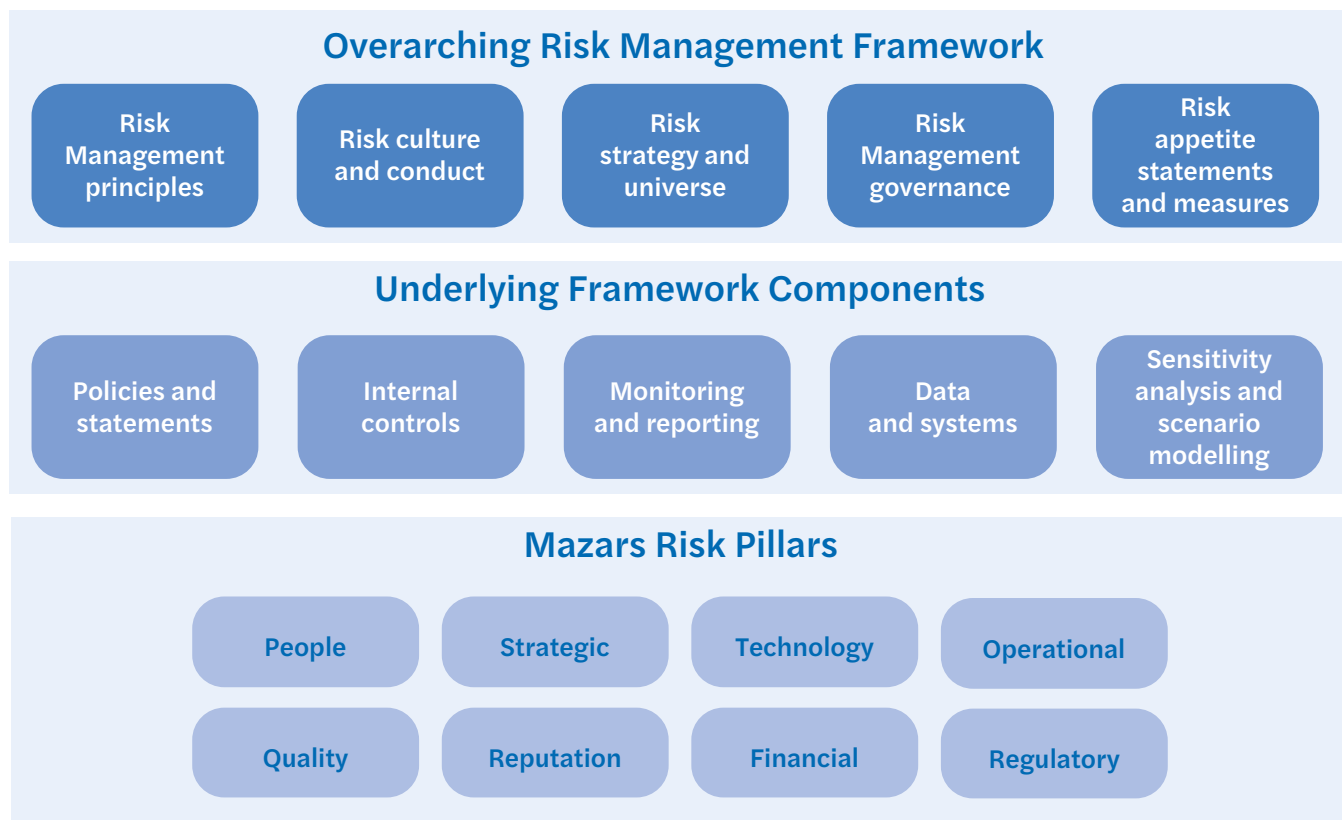 Overarching Risk Management Framework
Risk
Management
principles
Risk culture
and conduct
Risk
strategy and
universe
Risk
Management
governance
Risk
appetite
statements
and measures
Underlying Framework Components
Policies and
statements
Internal
controls
Monitoring
and reporting
Data
and systems
Sensitivity
analysis and
scenario
modelling
Mazars Risk Pillars
People
Strategic
Technology
Operational
Quality
Reputation
Financial
Regulatory